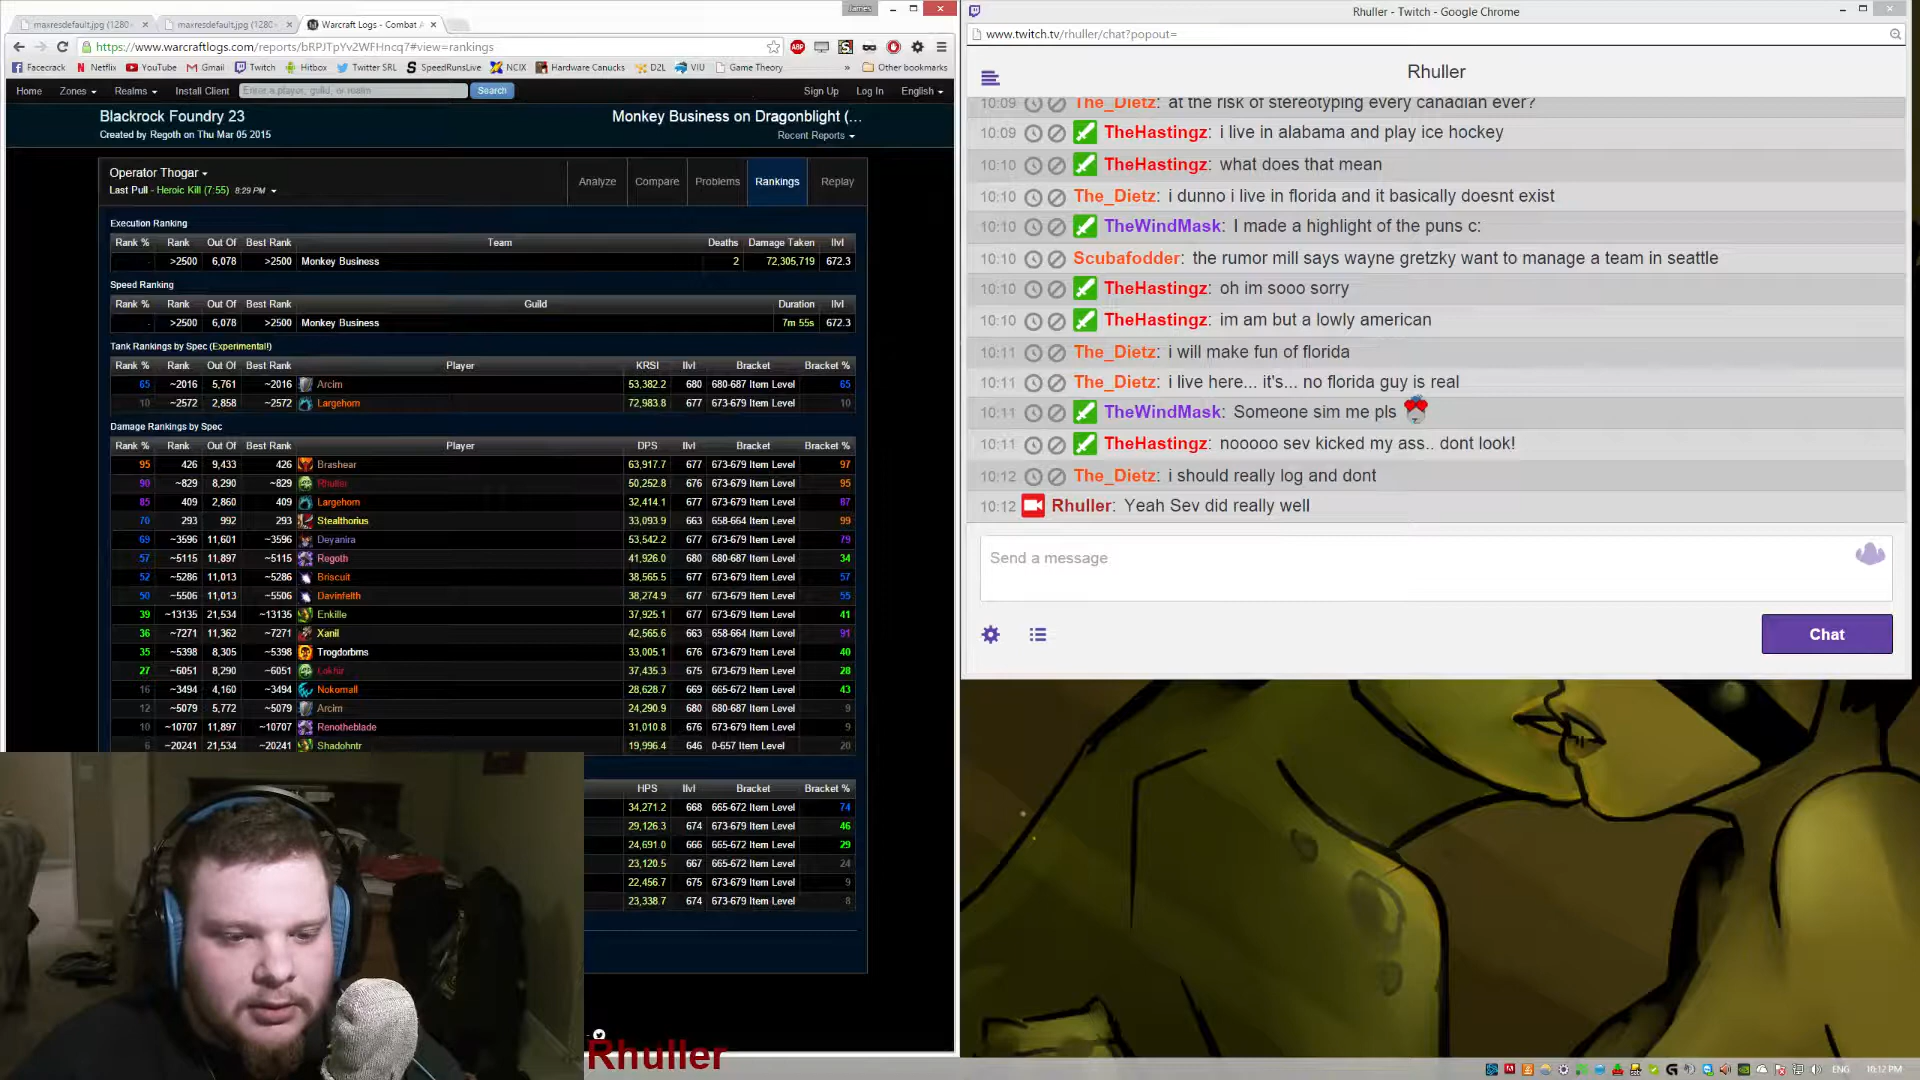 maxresdefault.jpg (1280
maxresdefault.jpg (1280
Warcraft Logs - Combat A
James
https://www.warcraftlogs.com/reports/bRPJTpYv2WFHncq7#view=rankings
Facecrack Netflix YouTube Gmail Twitch Hitbox Twitter SRL SpeedRunsLive NCIX Hardware Canucks D2L VIU Game Theory » Other bookmarks
Home Zones Realms Install Client Enter a player, guild, or realm Search Sign Up Log In English
Blackrock Foundry 23 Monkey Business on Dragonblight (...
Created by Regoth on Thu Mar 05 2015 Recent Reports
Operator Thogar Analyze Compare Problems Rankings Replay
Last Pull - Heroic Kill (7:55) 8:29 PM
Execution Ranking
Rank % Rank Out Of Best Rank Team Deaths Damage Taken Ilvl
- >2500 6,078 >2500 Monkey Business 2 72,305,719 672.3
Speed Ranking
Rank % Rank Out Of Best Rank Guild Duration Ilvl
- >2500 6,078 >2500 Monkey Business 7m 55s 672.3
Tank Rankings by Spec (Experimental!)
Rank % Rank Out Of Best Rank Player KRSI Ilvl Bracket Bracket %
65 ~2016 5,761 ~2016 Arcim 53,382.2 680 680-687 Item Level 65
10 ~2572 2,858 ~2572 Largehorn 72,983.8 677 673-679 Item Level 10
Damage Rankings by Spec
Rank % Rank Out Of Best Rank Player DPS Ilvl Bracket Bracket %
95 426 9,433 426 Brashear 63,917.7 677 673-679 Item Level 97
90 ~829 8,290 ~829 Rhuller 50,252.8 676 673-679 Item Level 95
85 409 2,860 409 Largehorn 32,414.1 677 673-679 Item Level 87
70 293 992 293 Stealthorius 33,093.9 663 658-664 Item Level 99
69 ~3596 11,601 ~3596 Deyanira 53,542.2 677 673-679 Item Level 79
57 ~5115 11,897 ~5115 Regoth 41,926.0 680 680-687 Item Level 34
52 ~5286 11,013 ~5286 Briscuit 38,565.5 677 673-679 Item Level 57
50 ~5506 11,013 ~5506 Davinfelth 38,274.9 677 673-679 Item Level 55
39 ~13135 21,534 ~13135 Enkille 37,925.1 677 673-679 Item Level 41
36 ~7271 11,362 ~7271 Xanil 42,565.6 663 658-664 Item Level 91
35 ~5398 8,305 ~5398 Trogdorbrns 33,005.1 676 673-679 Item Level 40
27 ~6051 8,290 ~6051 37,435.3 675 673-679 Item Level 28
16 ~3494 4,160 ~3494 Nokomall 28,628.7 669 665-672 Item Level 43
12 ~5079 5,772 ~5079 Arcim 24,290.9 680 680-687 Item Level 9
10 ~10707 11,897 ~10707 Renotheblade 31,010.8 676 673-679 Item Level 9
6 ~20241 21,534 ~20241 Shadohntr 19,996.4 646 0-657 Item Level 20
HPS Ilvl Bracket Bracket %
34,271.2 668 665-672 Item Level 74
29,126.3 674 673-679 Item Level 46
24,691.0 666 665-672 Item Level 29
23,120.5 667 665-672 Item Level 24
22,456.7 675 673-679 Item Level 9
23,338.7 674 673-679 Item Level 8
Rhuller
Rhuller - Twitch - Google Chrome
www.twitch.tv/rhuller/chat?popout=
Rhuller
10:09 The_Dietz: at the risk of stereotyping every canadian ever?
10:09 TheHastingz: i live in alabama and play ice hockey
10:10 TheHastingz: what does that mean
10:10 The_Dietz: i dunno i live in florida and it basically doesnt exist
10:10 TheWindMask: I made a highlight of the puns c:
10:10 Scubafodder: the rumor mill says wayne gretzky want to manage a team in seattle
10:10 TheHastingz: oh im sooo sorry
10:10 TheHastingz: im am but a lowly american
10:11 The_Dietz: i will make fun of florida
10:11 The_Dietz: i live here... it's... no florida guy is real
10:11 TheWindMask: Someone sim me pls
10:11 TheHastingz: nooooo sev kicked my ass.. dont look!
10:12 The_Dietz: i should really log and dont
10:12 Rhuller: Yeah Sev did really well
Send a message
Chat
ENG 10:12 PM